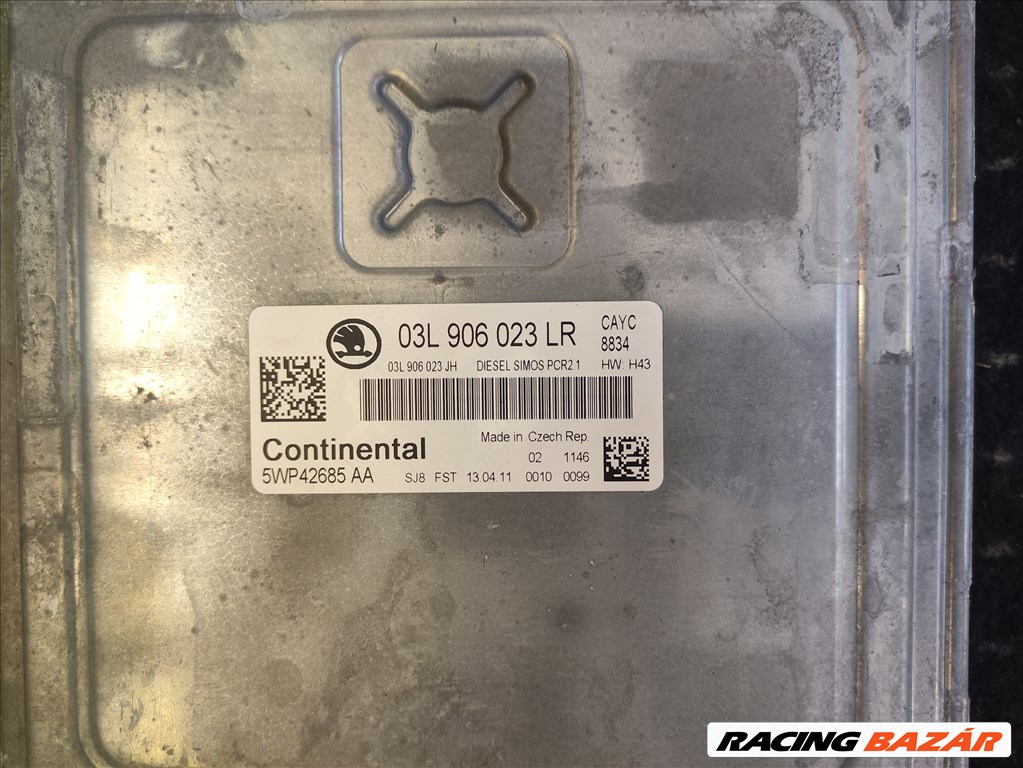 03L 906 023 LR
CAYC
8834
03L 906 023 JH DIESEL SIMOS PCR2.1 HW: H43
Continental
Made in Czech Rep.
02 1146
5WP42685 AA
SJ8 FST 13.04.11 0010 0099
RACING BAZÁR